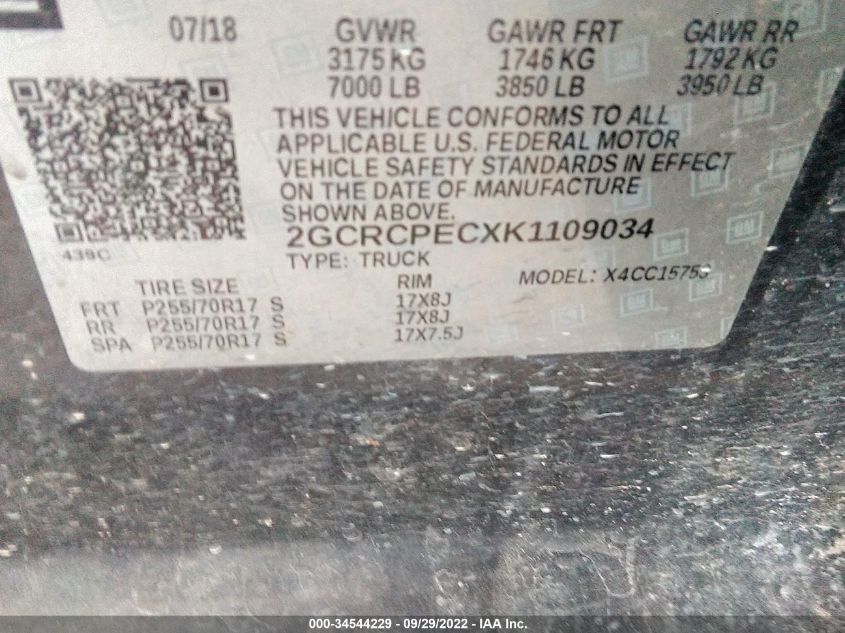 07/18 GVWR GAWR FRT GAWR RR
3175 KG 1746 KG 1792 KG
7000 LB 3850 LB 3950 LB
THIS VEHICLE CONFORMS TO ALL
APPLICABLE U.S. FEDERAL MOTOR
VEHICLE SAFETY STANDARDS IN EFFECT
ON THE DATE OF MANUFACTURE
SHOWN ABOVE.
2GCRCPECXK1109034
439C TYPE: TRUCK MODEL: X4CC15753
TIRE SIZE RIM
FRT P255/70R17 S 17X8J
RR P255/70R17 S 17X8J
SPA P255/70R17 S 17X7.5J
000-34544229 - 09/29/2022 - IAA Inc.